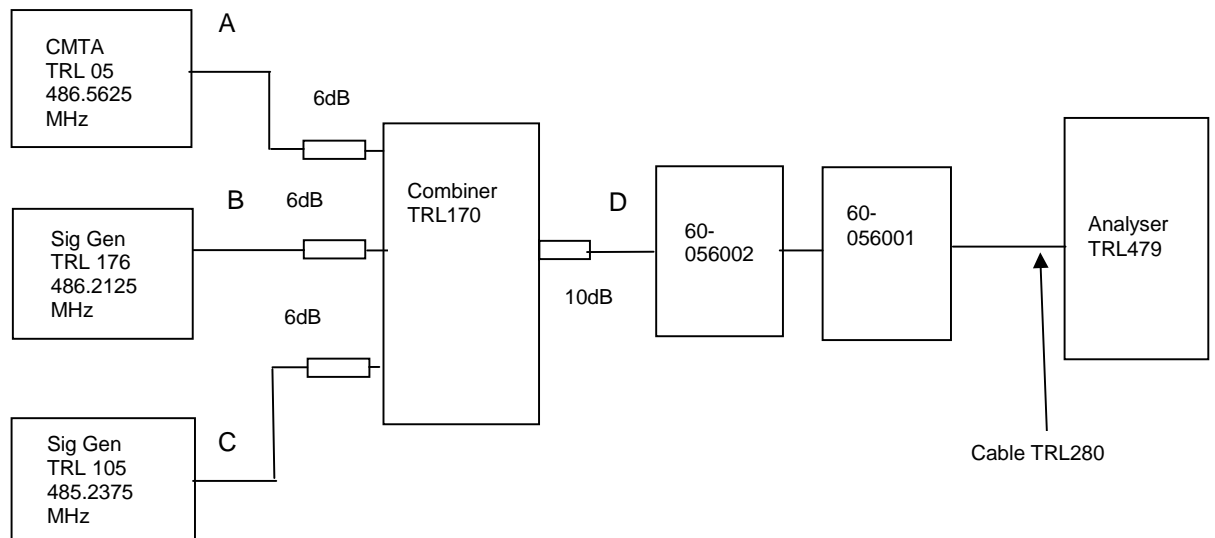 A
CMTA
TRL 05
486.5625
MHz
6dB
B
6dB
Sig Gen
TRL 176
486.2125
MHz
6dB
C
Sig Gen
TRL 105
485.2375
MHz
Combiner
TRL170
D
10dB
60-
056002
60-
056001
Analyser
TRL479
Cable TRL280